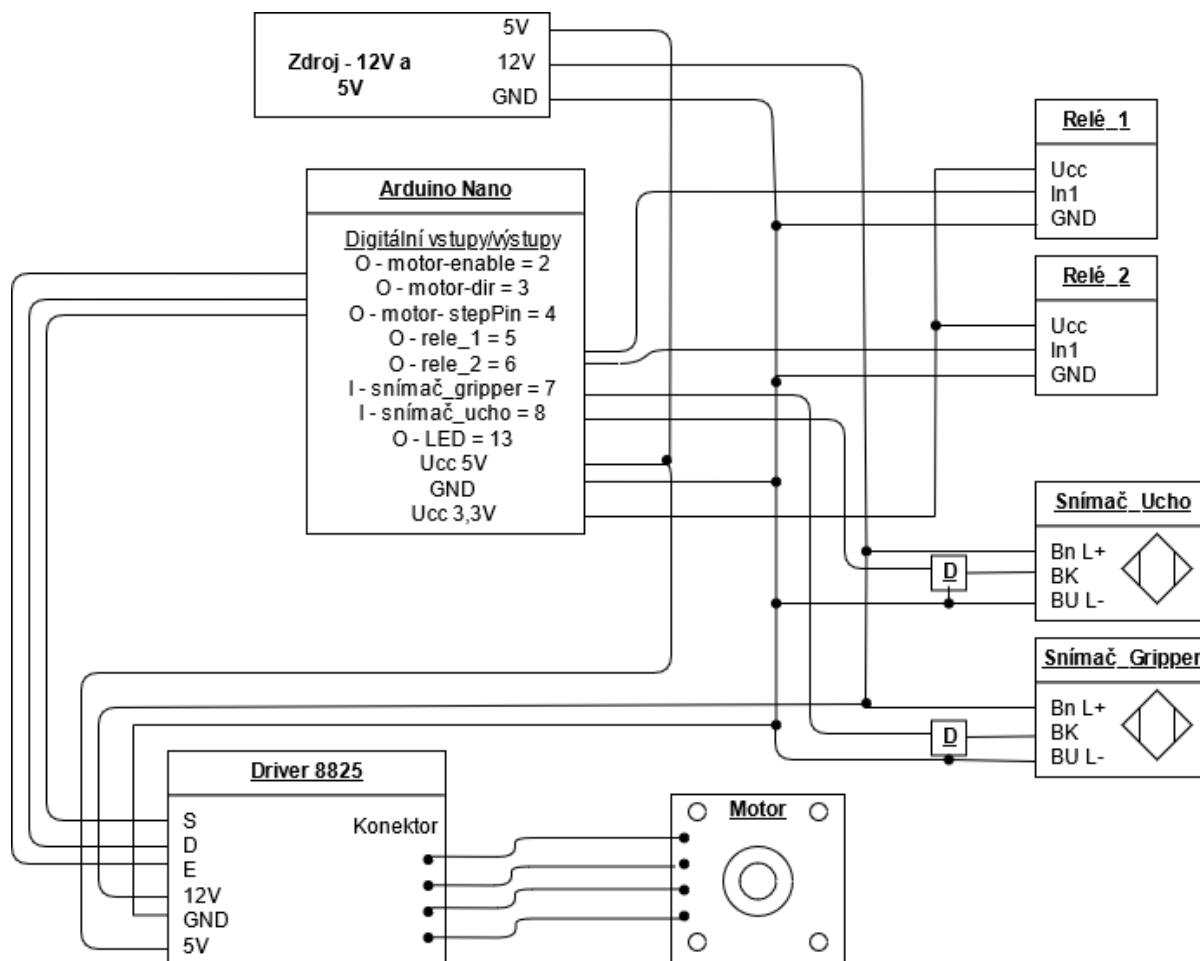 Zdroj - 12V a
5V
5V
12V
GND
Arduino Nano
Digitální vstupy/výstupy
O - motor-enable = 2
O - motor-dir = 3
O - motor- stepPin = 4
O - rele_1 = 5
O - rele_2 = 6
I - snímač_gripper = 7
I - snímač_ucho = 8
O - LED = 13
Ucc 5V
GND
Ucc 3,3V
Relé_1
Ucc
In1
GND
Relé_2
Ucc
In1
GND
Snímač_Ucho
Bn L+
BK
BU L-
D
Snímač_Gripper
Bn L+
BK
BU L-
D
Driver 8825
Konektor
S
D
E
12V
GND
5V
Motor